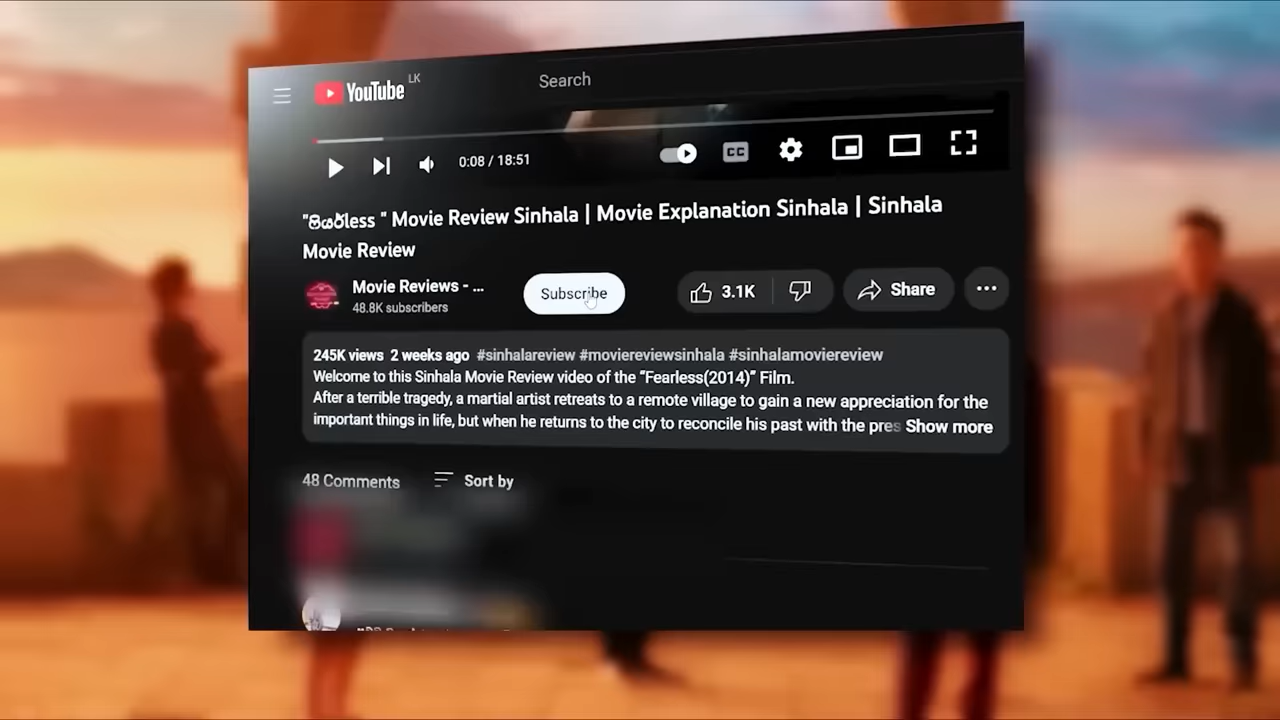 YouTube LK
Search
0:08 / 18:51
CC
"ෆියර්less " Movie Review Sinhala | Movie Explanation Sinhala | Sinhala
Movie Review
Movie Reviews - ...
48.8K subscribers
Subscribe
3.1K
Share
245K views 2 weeks ago #sinhalareview #moviereviewsinhala #sinhalamoviereview
Welcome to this Sinhala Movie Review video of the "Fearless(2014)" Film.
After a terrible tragedy, a martial artist retreats to a remote village to gain a new appreciation for the
important things in life, but when he returns to the city to reconcile his past with the pres Show more
48 Comments
Sort by